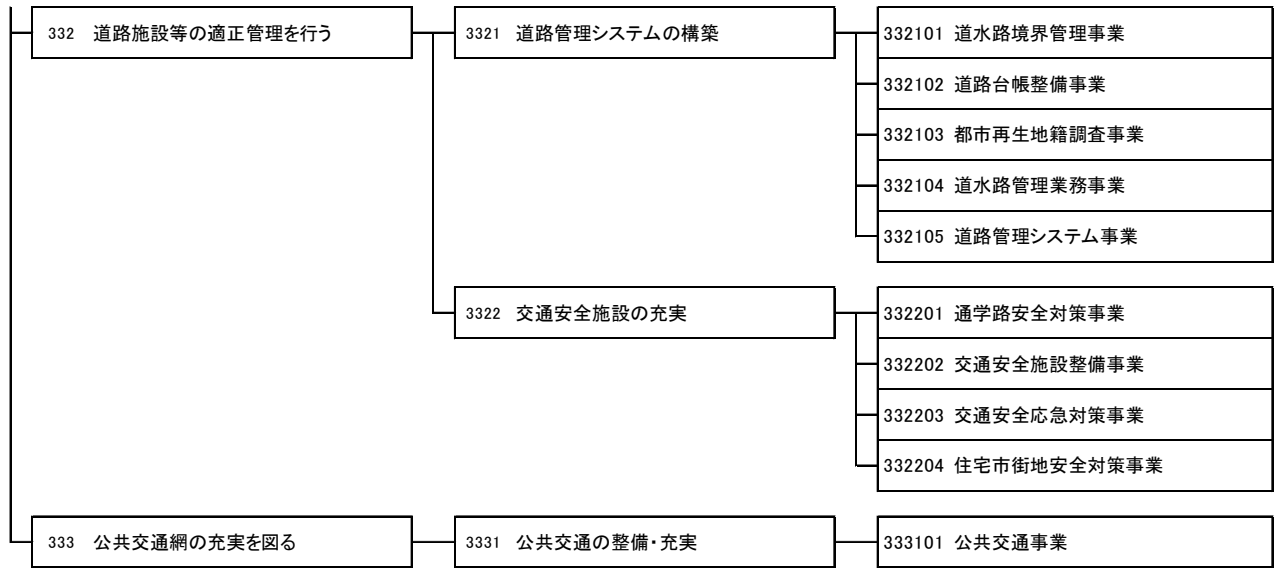 332 道路施設等の適正管理を行う
3321 道路管理システムの構築
332101 道水路境界管理事業
332102 道路台帳整備事業
332103 都市再生地籍調査事業
332104 道水路管理業務事業
332105 道路管理システム事業
3322 交通安全施設の充実
332201 通学路安全対策事業
332202 交通安全施設整備事業
332203 交通安全応急対策事業
332204 住宅市街地安全対策事業
333 公共交通網の充実を図る
3331 公共交通の整備・充実
333101 公共交通事業